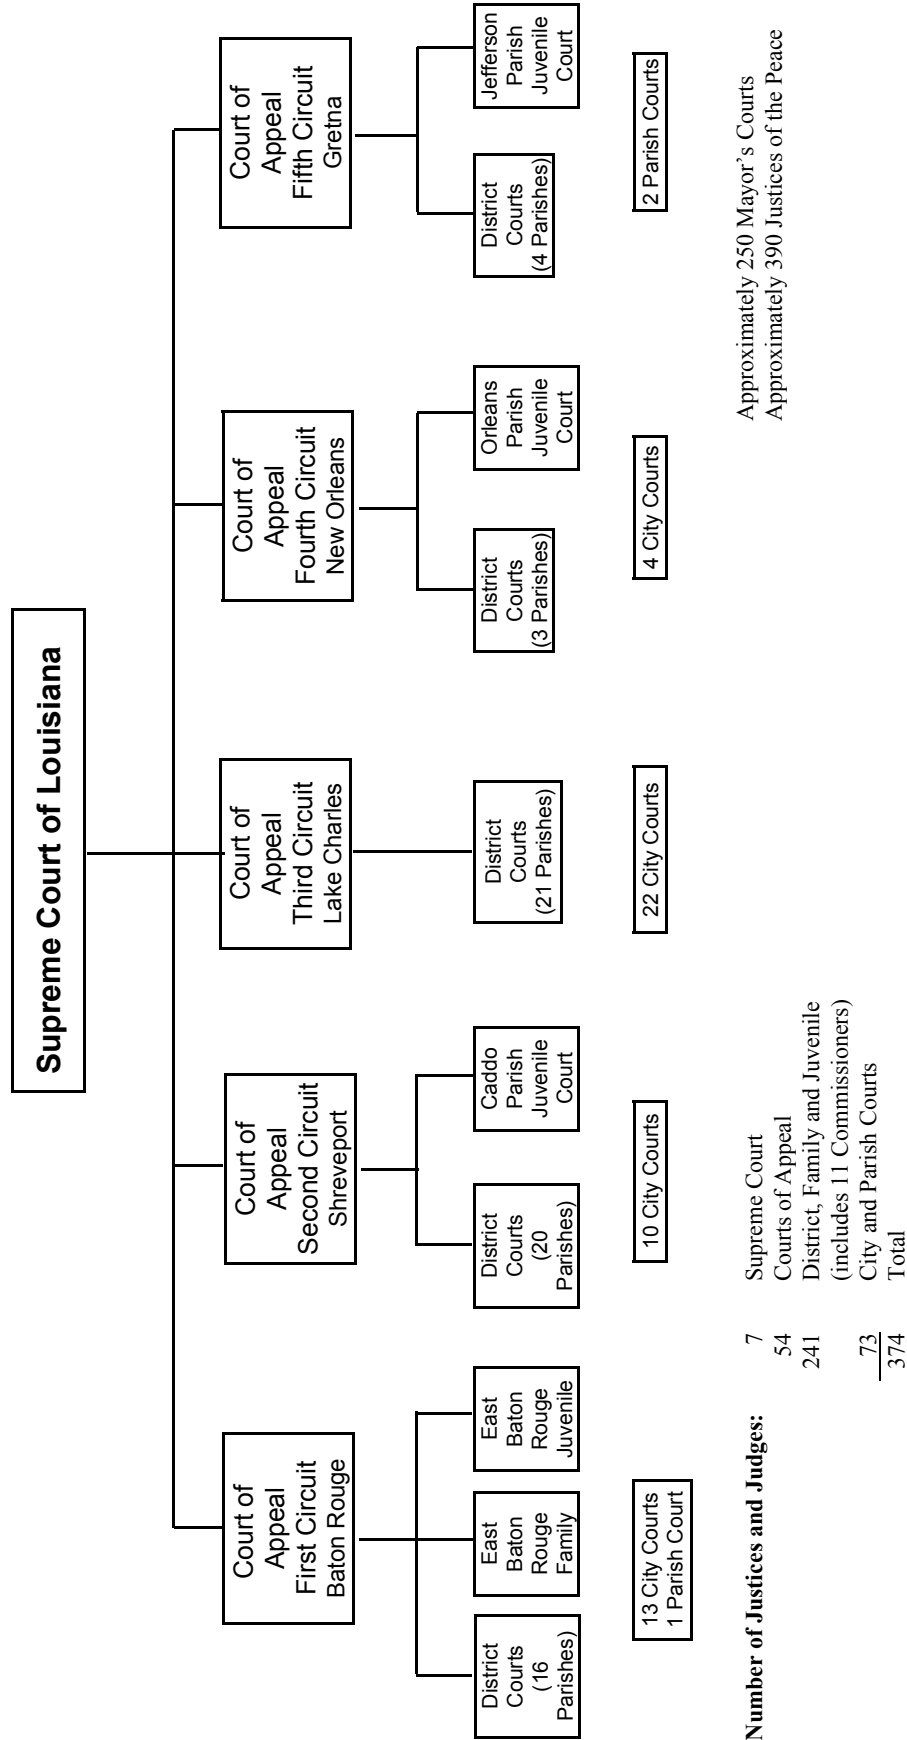 Supreme Court of Louisiana
Court of
Appeal
First Circuit
Baton Rouge
Court of
Appeal
Second Circuit
Shreveport
Court of
Appeal
Third Circuit
Lake Charles
Court of
Appeal
Fourth Circuit
New Orleans
Court of
Appeal
Fifth Circuit
Gretna
District
Courts
(16
Parishes)
East
Baton
Rouge
Family
East
Baton
Rouge
Juvenile
District
Courts
(20
Parishes)
Caddo
Parish
Juvenile
Court
District
Courts
(21 Parishes)
District
Courts
(3 Parishes)
Orleans
Parish
Juvenile
Court
District
Courts
(4 Parishes)
Jefferson
Parish
Juvenile
Court
13 City Courts
1 Parish Court
10 City Courts
22 City Courts
4 City Courts
2 Parish Courts
Number of Justices and Judges: 7 Supreme Court
54 Courts of Appeal
241 District, Family and Juvenile
(includes 11 Commissioners)
73 City and Parish Courts
374 Total
Approximately 250 Mayor's Courts
Approximately 390 Justices of the Peace